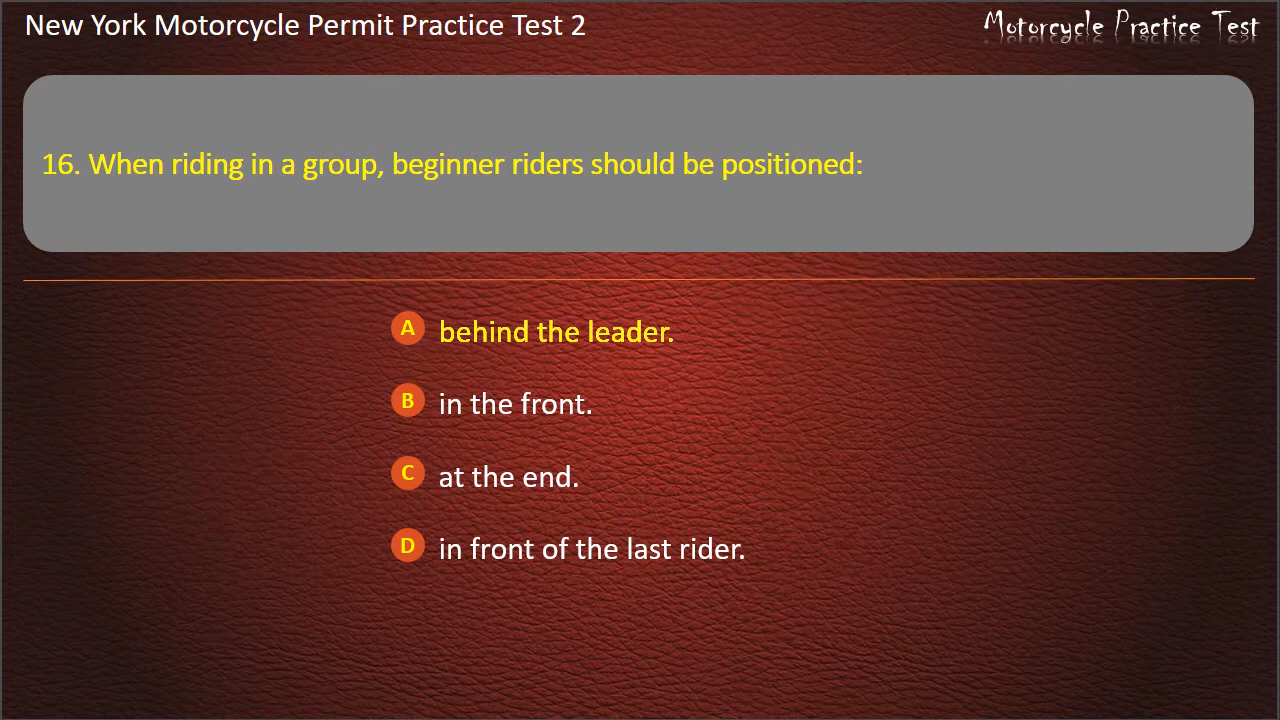 New York Motorcycle Permit Practice Test 2
Motorcycle Practice Test
16. When riding in a group, beginner riders should be positioned:
A behind the leader.
B in the front.
C at the end.
D in front of the last rider.